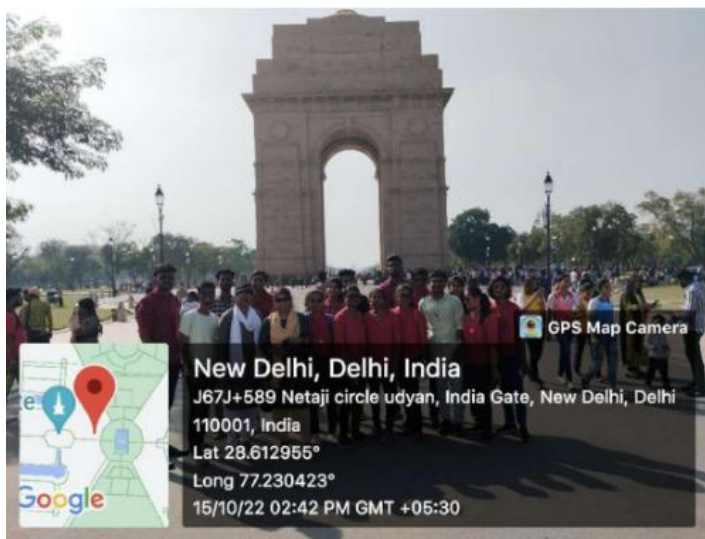 GPS Map Camera
New Delhi, Delhi, India
J67J+589 Netaji circle udyan, India Gate, New Delhi, Delhi
110001, India
Lat 28.612955°
Long 77.230423°
15/10/22 02:42 PM GMT +05:30
e
Google